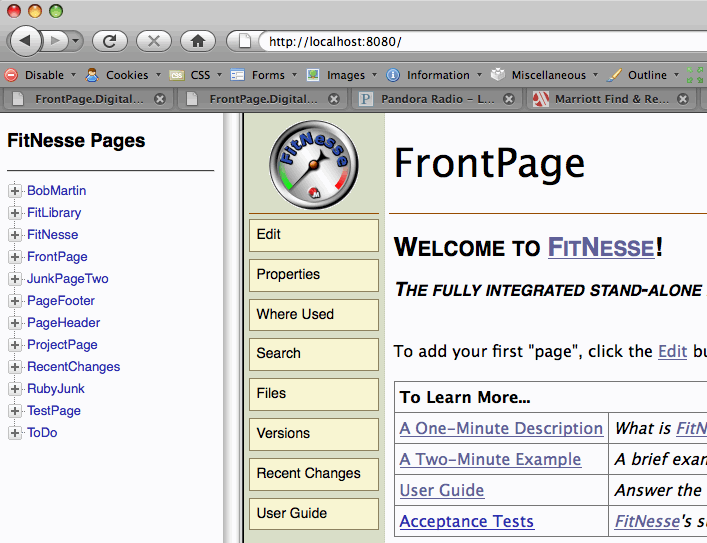 http://localhost:8080/
Disable Cookies CSS Forms Images Information Miscellaneous Outline
FrontPage.Digital... FrontPage.Digital... Pandora Radio – L... Marriott Find & Re...
FitNesse Pages
BobMartin
FitLibrary
FitNesse
FrontPage
JunkPageTwo
PageFooter
PageHeader
ProjectPage
RecentChanges
RubyJunk
TestPage
ToDo
FitNesse
Edit
Properties
Where Used
Search
Files
Versions
Recent Changes
User Guide
FrontPage
WELCOME TO FITNESSE!
THE FULLY INTEGRATED STAND-ALONE
To add your first "page", click the Edit bu
To Learn More...
A One-Minute Description What is FitN
A Two-Minute Example A brief exam
User Guide Answer the
Acceptance Tests FitNesse's su